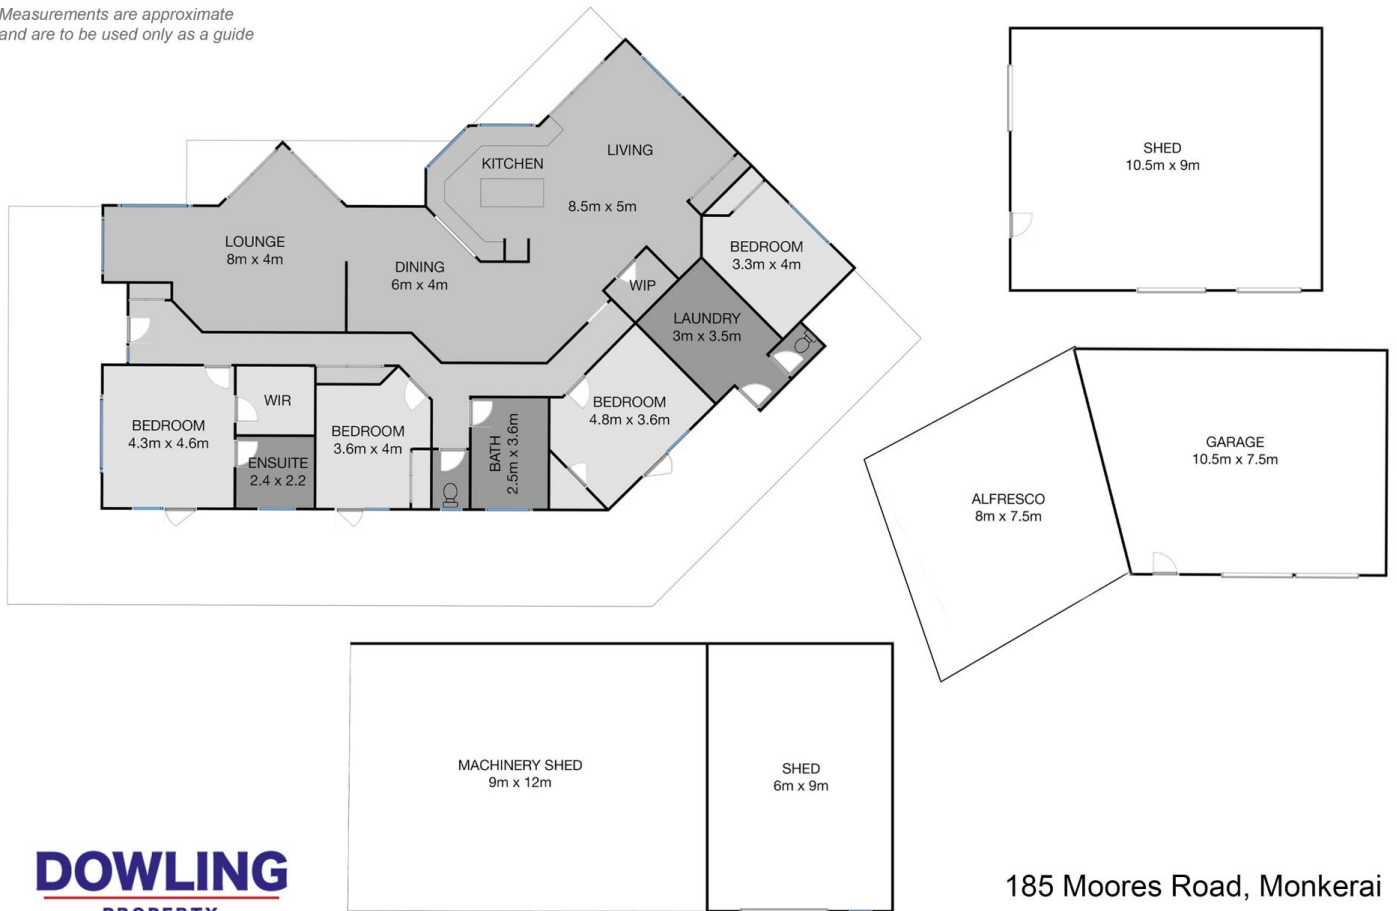 Measurements are approximate
and are to be used only as a guide
KITCHEN
LIVING
8.5m x 5m
LOUNGE
8m x 4m
DINING
6m x 4m
WIP
BEDROOM
3.3m x 4m
LAUNDRY
3m x 3.5m
BEDROOM
4.3m x 4.6m
WIR
ENSUITE
2.4 x 2.2
BEDROOM
3.6m x 4m
BATH
2.5m x 3.6m
BEDROOM
4.8m x 3.6m
SHED
10.5m x 9m
GARAGE
10.5m x 7.5m
ALFRESCO
8m x 7.5m
MACHINERY SHED
9m x 12m
SHED
6m x 9m
DOWLING
PROPERTY
185 Moores Road, Monkerai